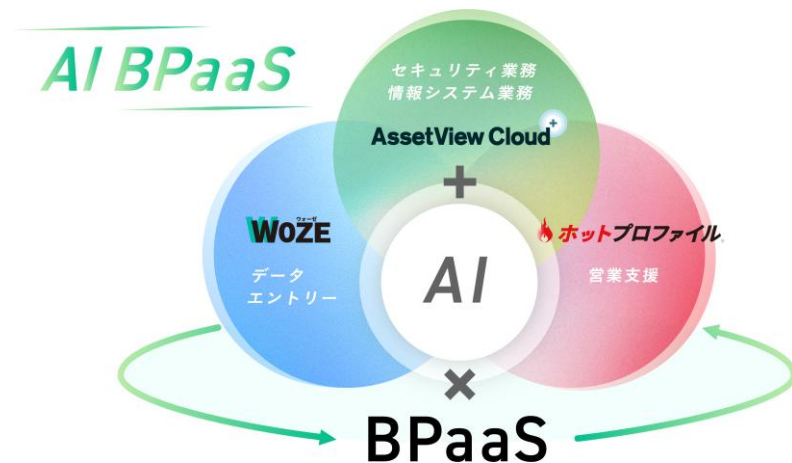 AI BPaaS
セキュリティ業務
情報システム業務
AssetView Cloud+
+
ウォーゼ
WOZE
データ
エントリー
AI
ホットプロファイル
営業支援
×
BPaaS